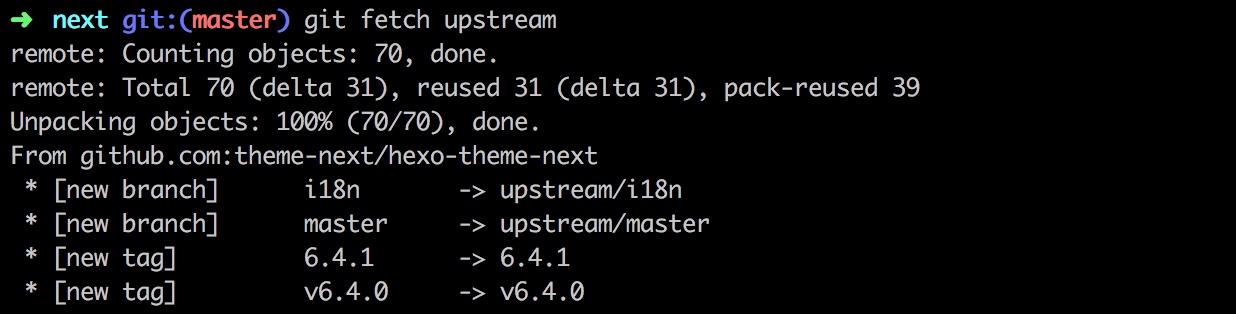 ➜ next git:(master) git fetch upstream
remote: Counting objects: 70, done.
remote: Total 70 (delta 31), reused 31 (delta 31), pack-reused 39
Unpacking objects: 100% (70/70), done.
From github.com:theme-next/hexo-theme-next
 * [new branch]      i18n       -> upstream/i18n
 * [new branch]      master     -> upstream/master
 * [new tag]         6.4.1      -> 6.4.1
 * [new tag]         v6.4.0     -> v6.4.0